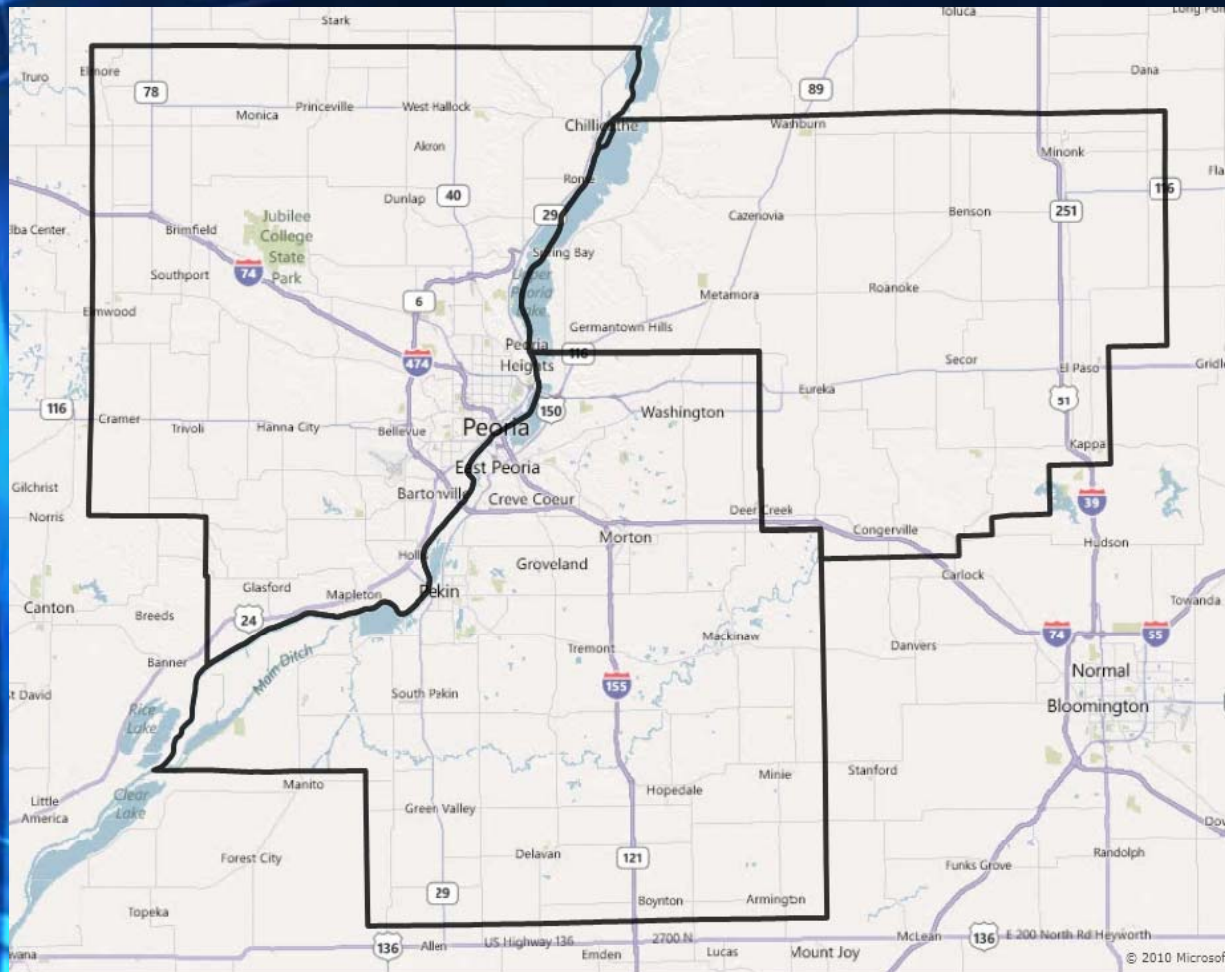 Stark
Toluca
Truro
Elmore
78
Monica
Princeville
West Hallock
Akron
89
Dana
Chillicothe
Washburn
Minonk
Rome
Dunlap
40
29
116
251
Cazenovia
Benson
Brimfield
Jubilee
College
State
Park
Southport
74
Spring Bay
Upper
Peoria
Lake
6
Metamora
Roanoke
Elmwood
Germantown Hills
Peoria
Heights
116
474
Secor
El Paso
Eureka
51
116
Cramer
Trivoli
Hanna City
Bellevue
150
Washington
Peoria
Kappa
East Peoria
Gilchrist
Norris
Bartonville
Creve Coeur
Deer Creek
39
Congerville
Morton
Hudson
Hollis
Groveland
Carlock
Glasford
Mapleton
Pekin
Canton
Breeds
24
Towanda
Mackinaw
74
55
Danvers
Tremont
Banner
Main Ditch
155
Normal
South Pekin
Bloomington
Rice
Lake
Minie
Stanford
Manito
Hopedale
Little
America
Clear
Lake
Green Valley
Forest City
Delavan
121
Randolph
Funks Grove
29
Boynton
Armington
Topeka
136
Allen
US Highway 136
2700 N
Emden
Lucas
Mount Joy
McLean
136
E 200 North Rd
Heyworth
© 2010 Microsof